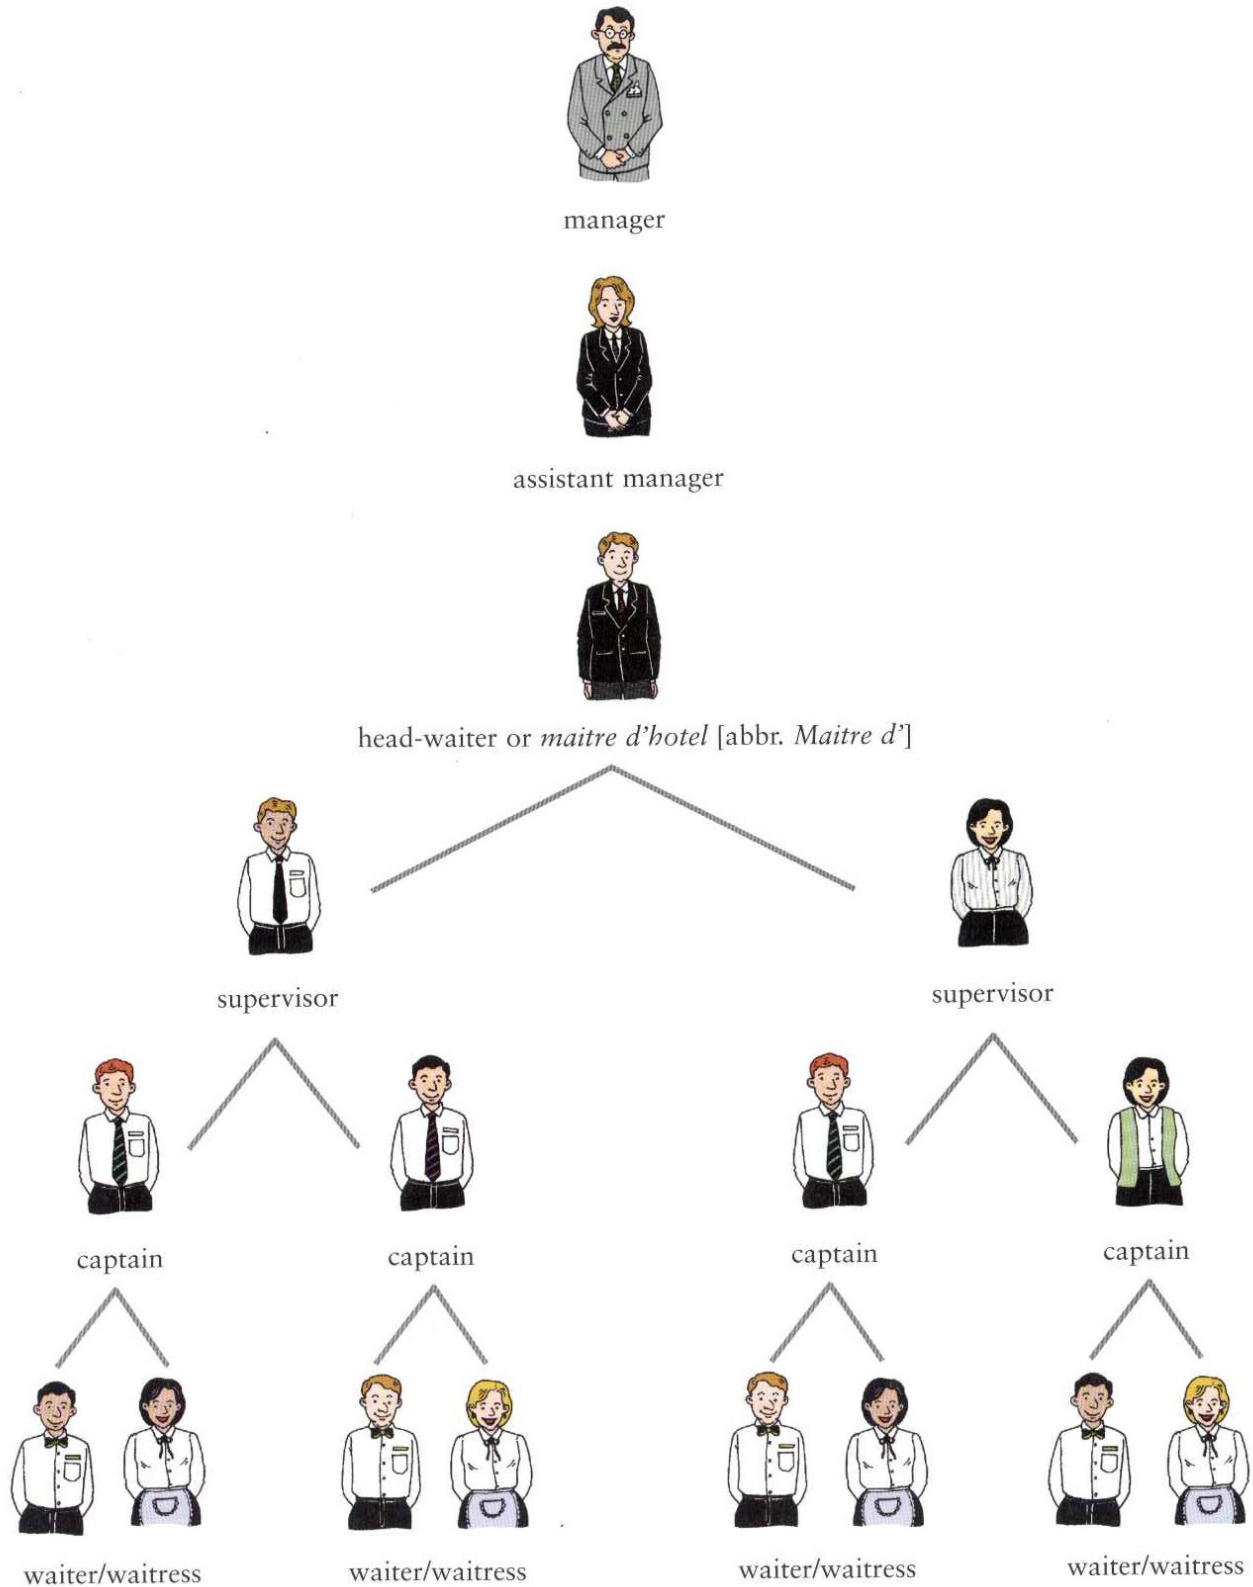 manager
assistant manager
head-waiter or maitre d'hotel [abbr. Maitre d']
supervisor
supervisor
captain
captain
captain
captain
waiter/waitress
waiter/waitress
waiter/waitress
waiter/waitress